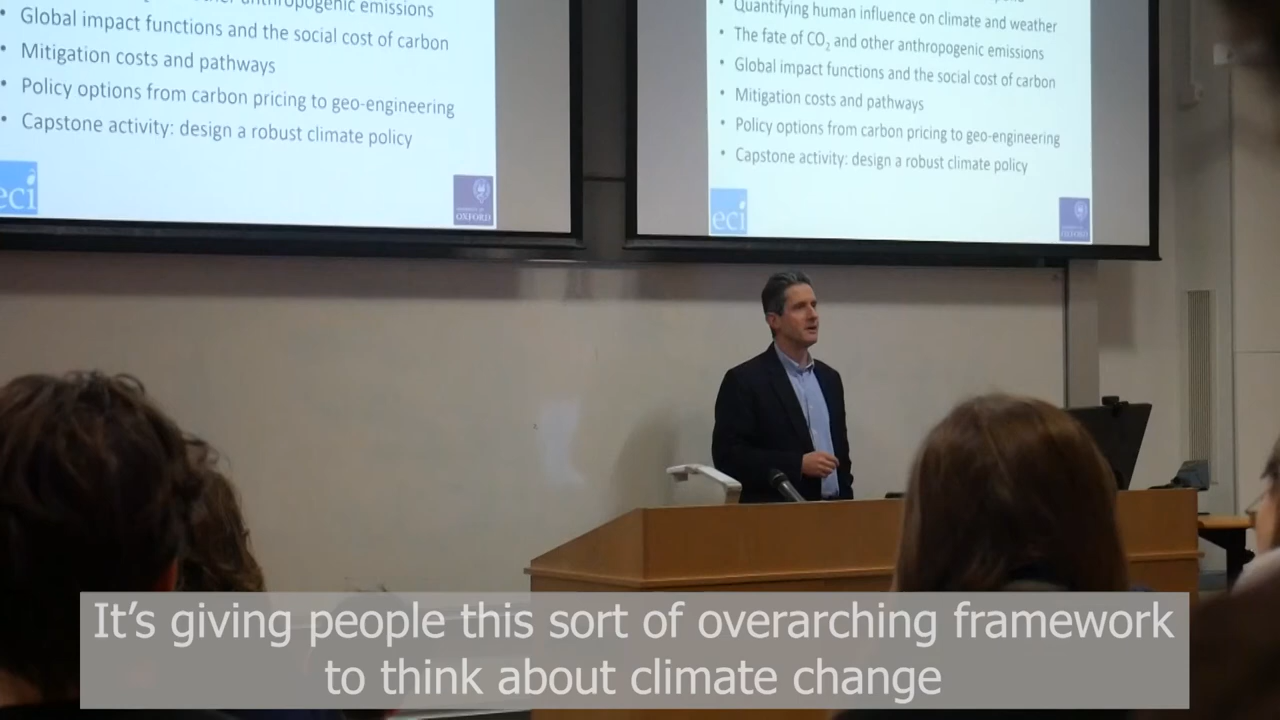 anthropogenic emissions
• Global impact functions and the social cost of carbon
• Mitigation costs and pathways
• Policy options from carbon pricing to geo-engineering
• Capstone activity: design a robust climate policy
eci
OXFORD
• Quantifying human influence on climate and weather
• The fate of CO₂ and other anthropogenic emissions
• Global impact functions and the social cost of carbon
• Mitigation costs and pathways
• Policy options from carbon pricing to geo-engineering
• Capstone activity: design a robust climate policy
eci
OXFORD
It's giving people this sort of overarching framework
to think about climate change